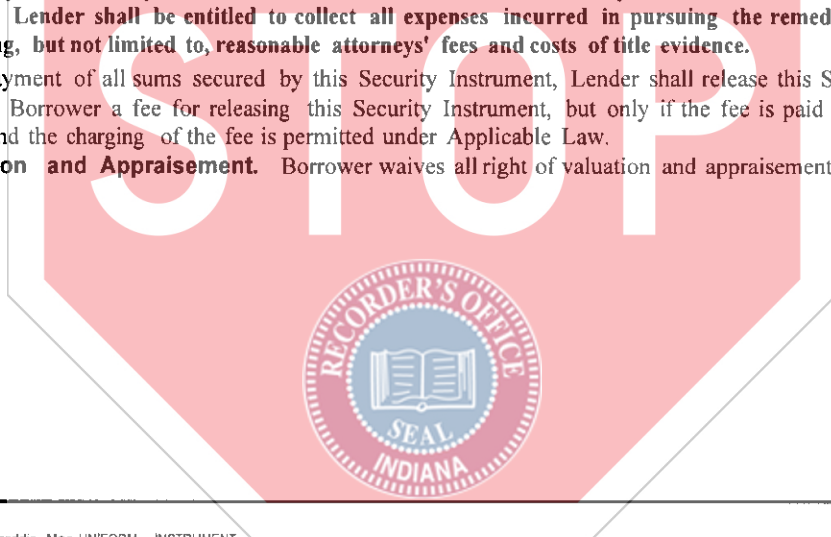 Lender shall be entitled to collect all expenses incurred in pursuing the remed
g, but not limited to, reasonable attorneys' fees and costs of title evidence.
yment of all sums secured by this Security Instrument, Lender shall release this S
Borrower a fee for releasing this Security Instrument, but only if the fee is paid
nd the charging of the fee is permitted under Applicable Law.
on and Appraisement. Borrower waives all right of valuation and appraisement
STOP
RECORDER'S OFFICE
SEAL
INDIANA